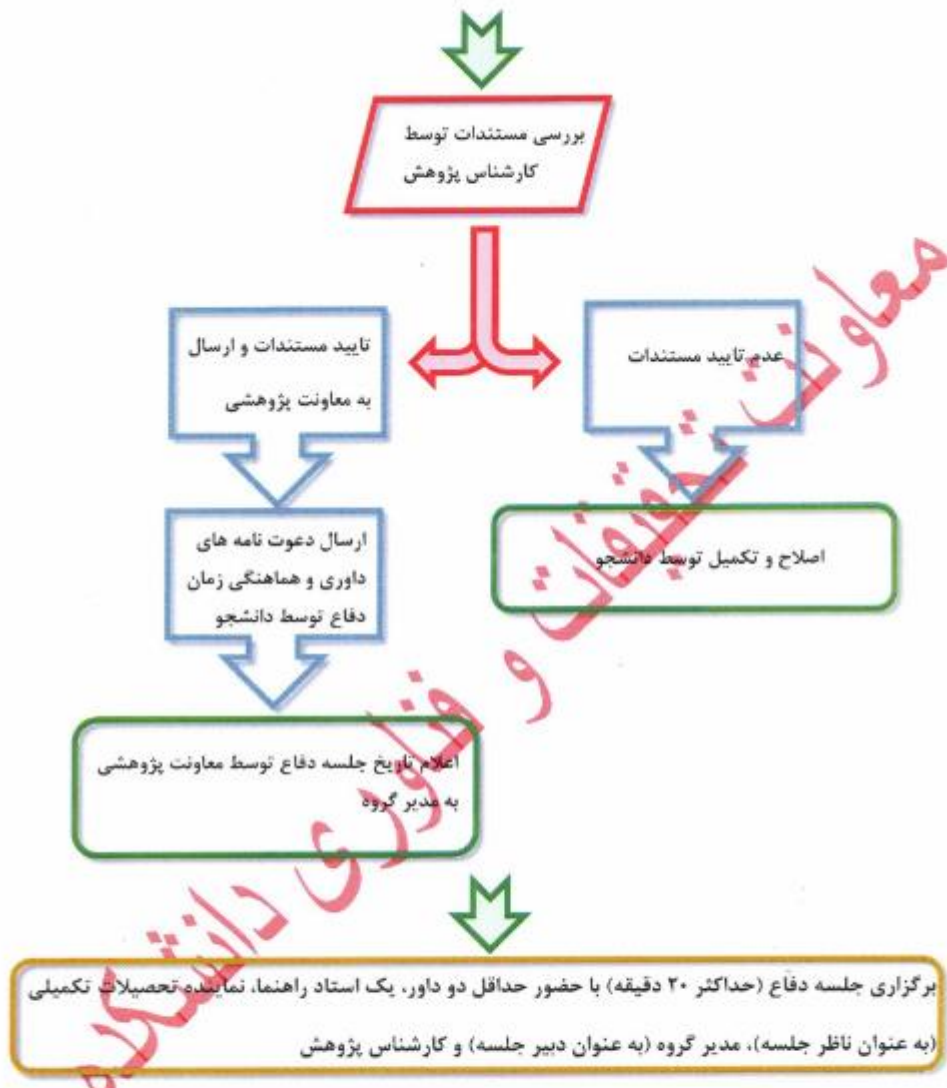 بررسی مستندات توسط
کارشناس پژوهش
عدم تایید مستندات
تایید مستندات و ارسال
به معاونت پژوهشی
اصلاح و تکمیل توسط دانشجو
ارسال دعوت نامه های
داوری و هماهنگی زمان
دفاع توسط دانشجو
اعلام تاریخ جلسه دفاع توسط معاونت پژوهشی
به مدیر گروه
برگزاری جلسه دفاع (حداکثر ۲۰ دقیقه) با حضور حداقل دو داور، یک استاد راهنما، نماینده تحصیلات تکمیلی
(به عنوان ناظر جلسه)، مدیر گروه (به عنوان دبیر جلسه) و کارشناس پژوهش
معاونت تحقیقات و فناوری دانشکده